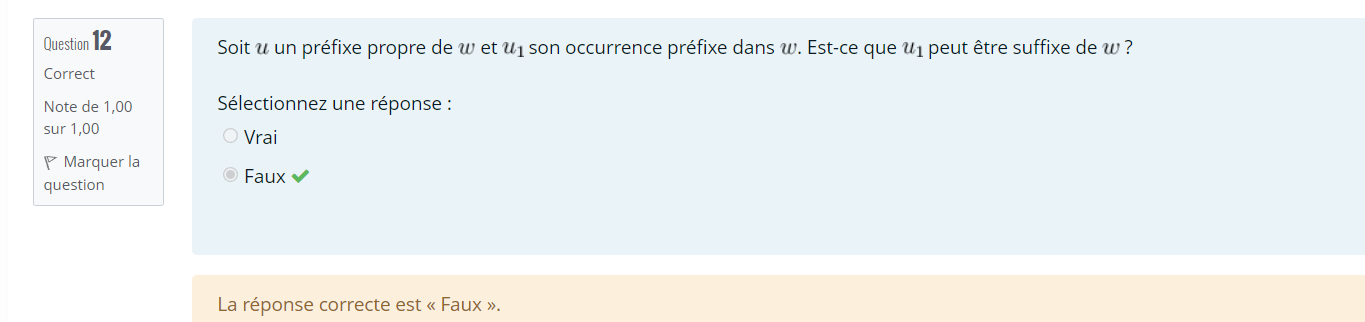 Question 12
Correct
Note de 1,00
sur 1,00
Marquer la
question
Soit u un préfixe propre de w et u₁ son occurrence préfixe dans w. Est-ce que u₁ peut être suffixe de w ?
Sélectionnez une réponse :
Vrai
Faux
La réponse correcte est « Faux ».